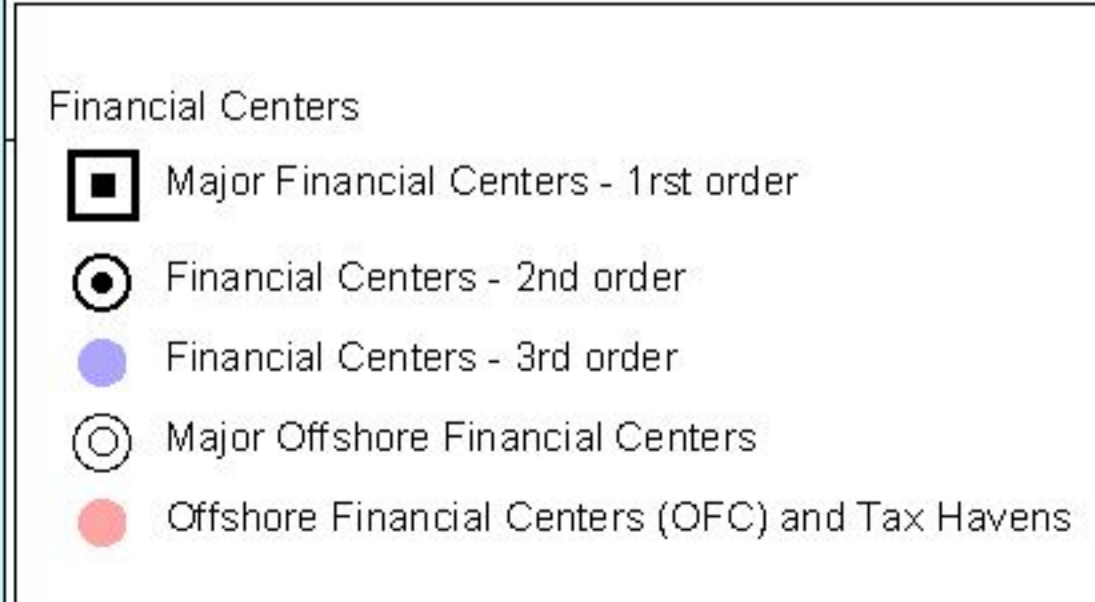 Financial Centers
Major Financial Centers - 1rst order
Financial Centers - 2nd order
Financial Centers - 3rd order
Major Offshore Financial Centers
Offshore Financial Centers (OFC) and Tax Havens